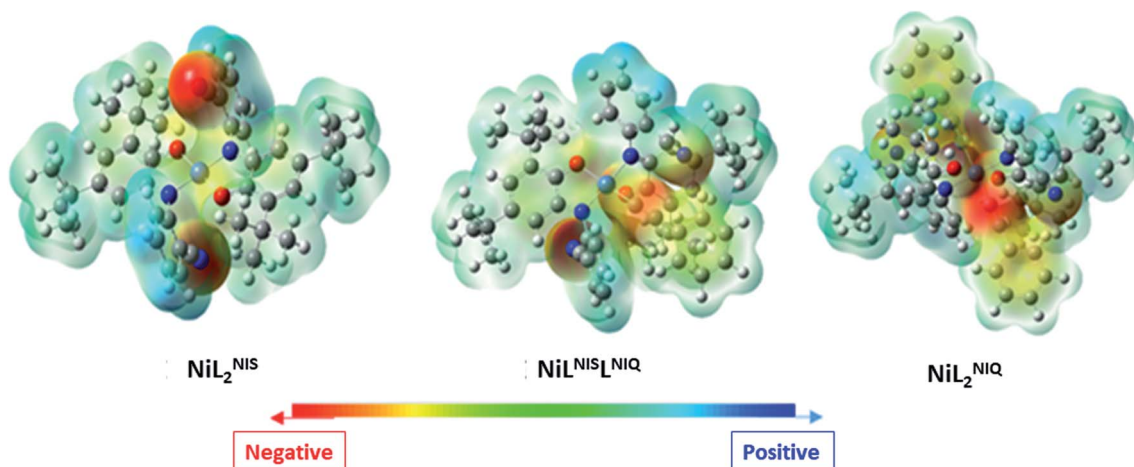 NiL₂ᴺᴵˢ
NiLᴺᴵˢLᴺᴵQ
NiL₂ᴺᴵQ
Negative
Positive